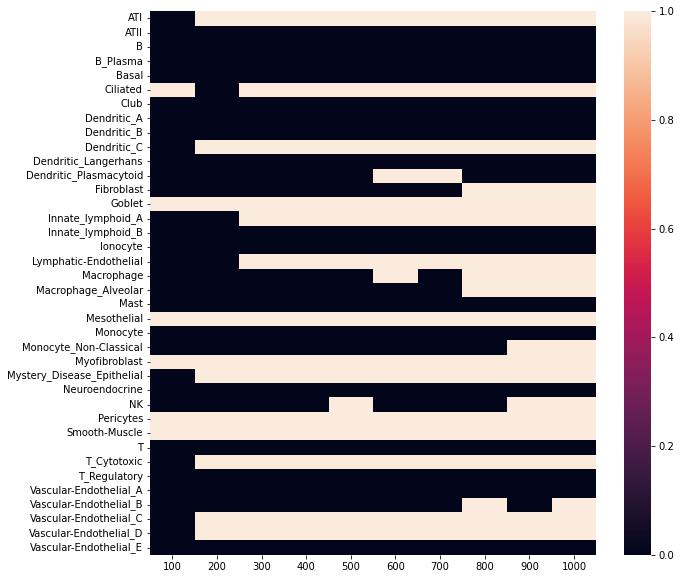 ATI
ATII
B
B_Plasma
Basal
Ciliated
Club
Dendritic_A
Dendritic_B
Dendritic_C
Dendritic_Langerhans
Dendritic_Plasmacytoid
Fibroblast
Goblet
Innate_lymphoid_A
Innate_lymphoid_B
Ionocyte
Lymphatic-Endothelial
Macrophage
Macrophage_Alveolar
Mast
Mesothelial
Monocyte
Monocyte_Non-Classical
Myofibroblast
Mystery_Disease_Epithelial
Neuroendocrine
NK
Pericytes
Smooth-Muscle
T
T_Cytotoxic
T_Regulatory
Vascular-Endothelial_A
Vascular-Endothelial_B
Vascular-Endothelial_C
Vascular-Endothelial_D
Vascular-Endothelial_E
100 200 300 400 500 600 700 800 900 1000
1.0
0.8
0.6
0.4
0.2
0.0